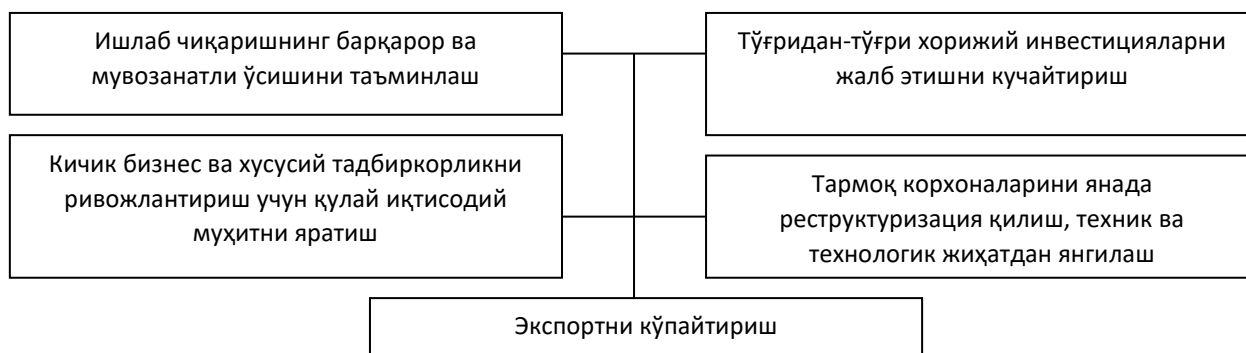 Ишлаб чиқаришнинг барқарор ва
мувозанатли ўсишини таъминлаш
Тўғридан-тўғри хорижий инвестицияларни
жалб этишни кучайтириш
Кичик бизнес ва хусусий тадбиркорликни
ривожлантириш учун қулай иқтисодий
муҳитни яратиш
Тармоқ корхоналарини янада
реструктуризация қилиш, техник ва
технологик жиҳатдан янгилаш
Экспортни кўпайтириш